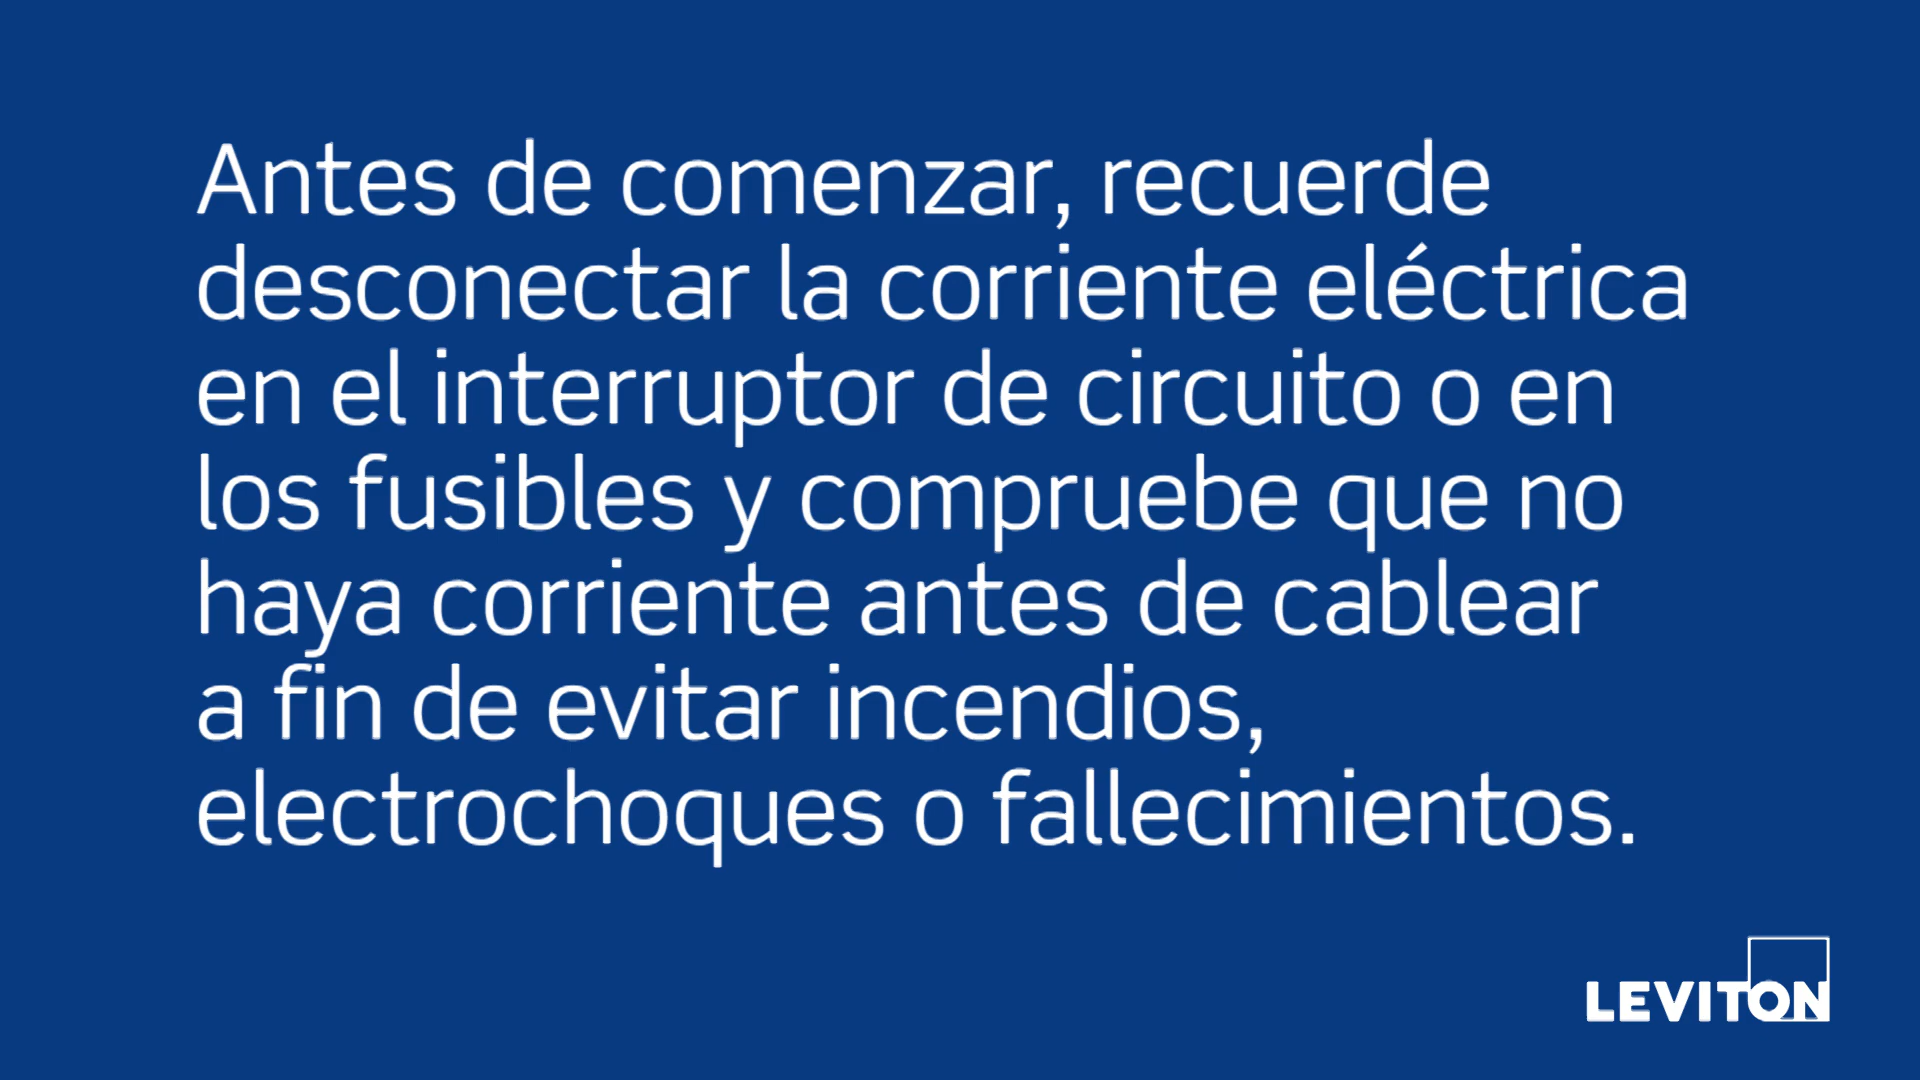 Antes de comenzar, recuerde
desconectar la corriente eléctrica
en el interruptor de circuito o en
los fusibles y compruebe que no
haya corriente antes de cablear
a fin de evitar incendios,
electrochoques o fallecimientos.
LEVITON